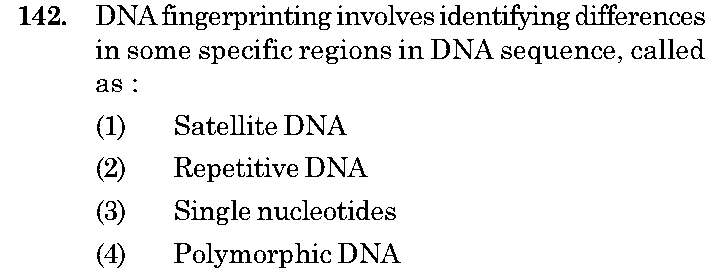 142. DNA fingerprinting involves identifying differences
in some specific regions in DNA sequence, called
as :
(1) Satellite DNA
(2) Repetitive DNA
(3) Single nucleotides
(4) Polymorphic DNA